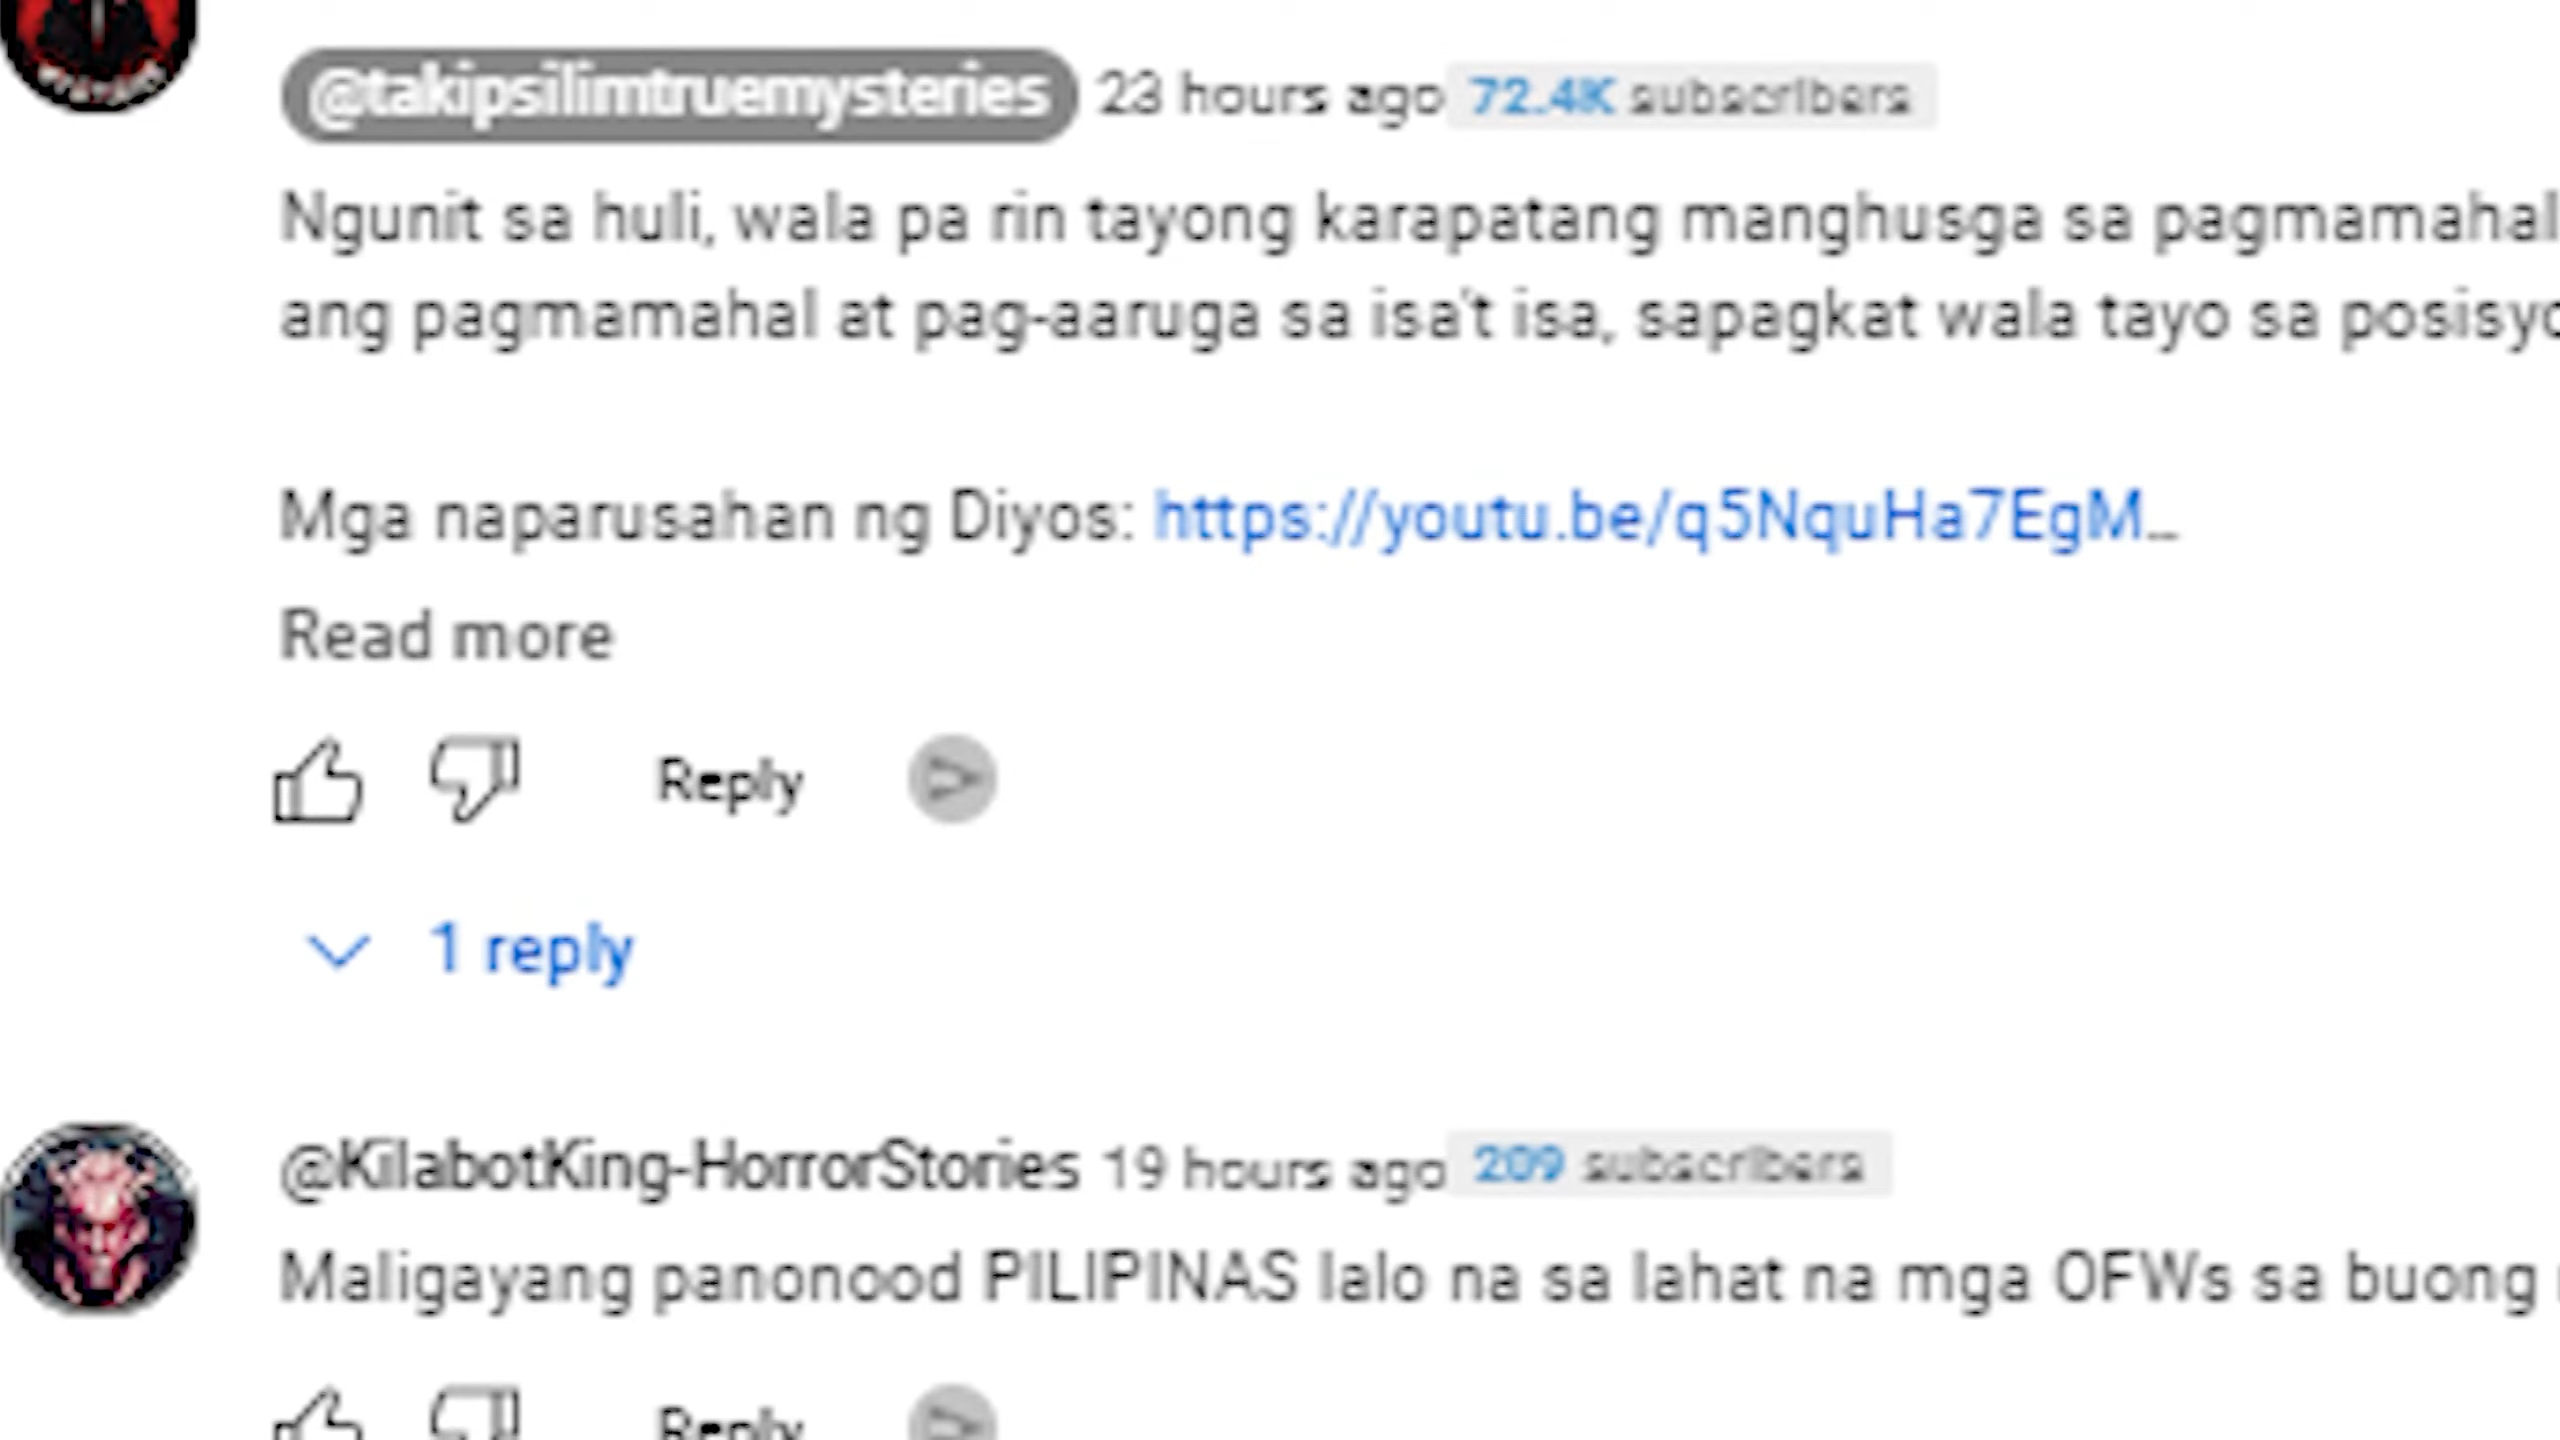 @takipsilimtruemysteries 23 hours ago 72.4K subscribers
Ngunit sa huli, wala pa rin tayong karapatang manghusga sa pagmamahal
ang pagmamahal at pag-aaruga sa isa't isa, sapagkat wala tayo sa
Mga naparusahan ng Diyos: https://youtu.be/q5NquHa7EgM...
Read more
Reply
1 reply
@KilabotKing-HorrorStories 19 hours ago 209 subscribers
Maligayang panonood PILIPINAS lalo na sa lahat na mga OFWs sa buong
Reply